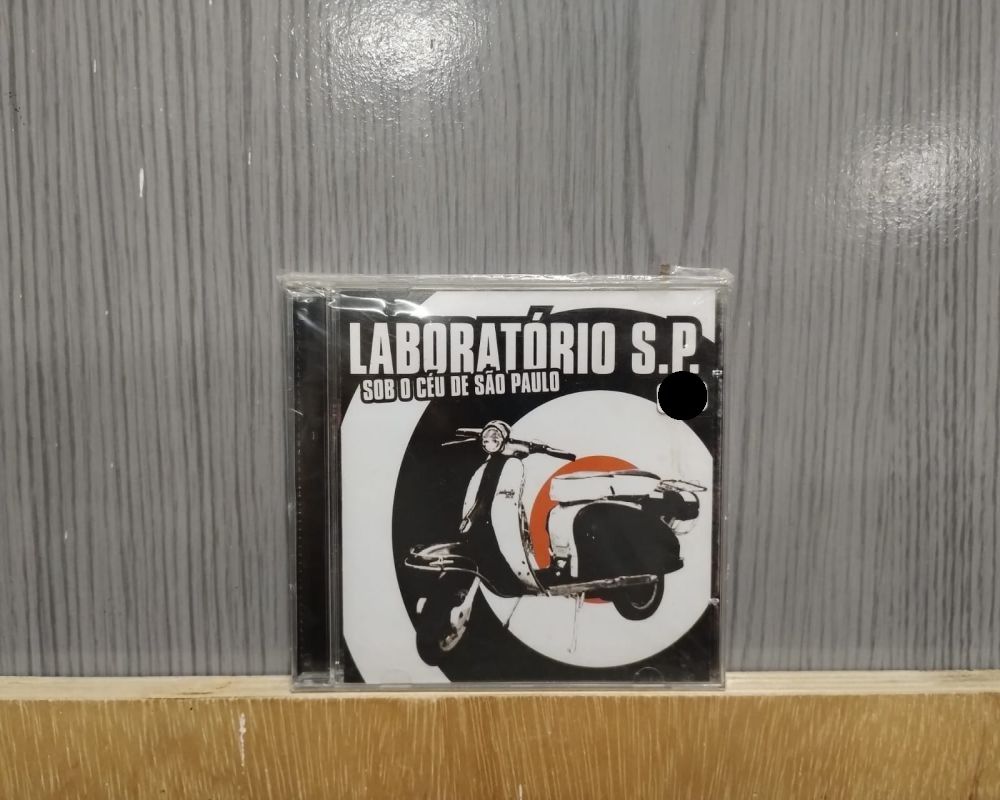 LABORATÓRIO S.P.
SOB O CÉU DE SÃO PAULO